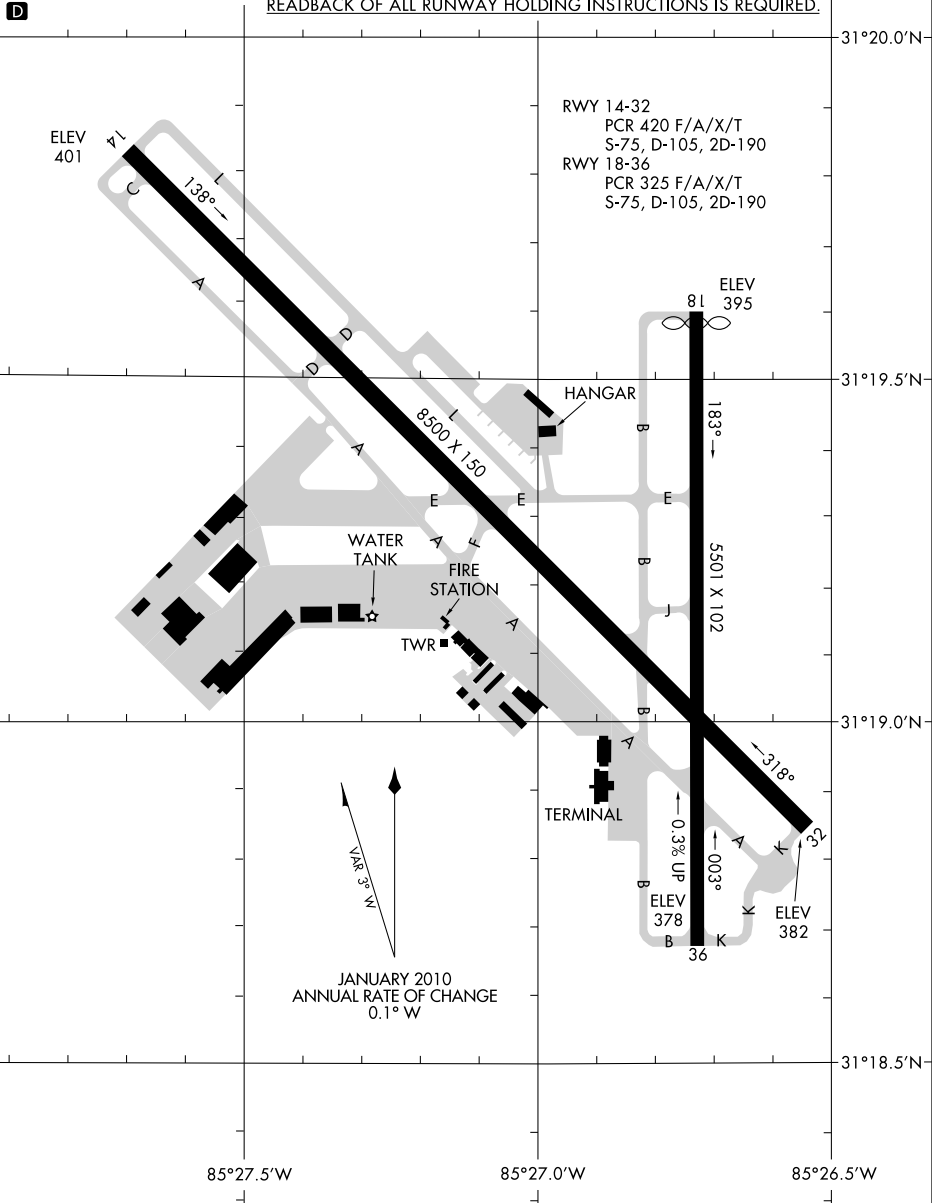 D
READBACK OF ALL RUNWAY HOLDING INSTRUCTIONS IS REQUIRED.
31°20.0'N
RWY 14-32
PCR 420 F/A/X/T
S-75, D-105, 2D-190
RWY 18-36
PCR 325 F/A/X/T
S-75, D-105, 2D-190
ELEV
401
14
C
L
138°
A
ELEV
395
18
D
D
31°19.5'N
HANGAR
L
8500 X 150
183°
B
A
E
E
E
A
F
WATER
TANK
FIRE
STATION
B
5501 X 102
J
A
TWR
B
31°19.0'N
A
318°
TERMINAL
0.3% UP
003°
A
K
32
VAR 3° W
B
ELEV
378
K
ELEV
382
B
K
36
JANUARY 2010
ANNUAL RATE OF CHANGE
0.1° W
31°18.5'N
85°27.5'W
85°27.0'W
85°26.5'W